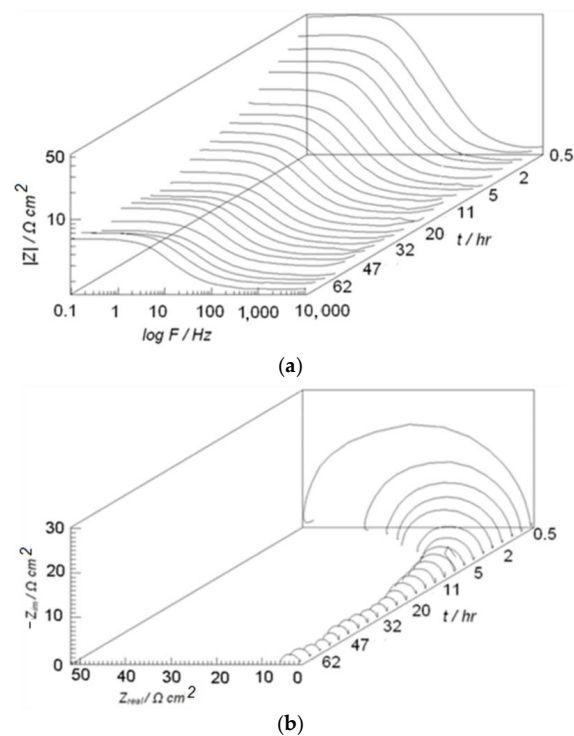 50
10
|Z| / Ω cm2
0.1 1 10 100 1,000 10,000
log F / Hz
0.5
2
5
11
20
32
47
62
t / hr
(a)
30
20
10
0
-Zim / Ω cm2
50 40 30 20 10 0
Zreal / Ω cm2
0.5
2
5
11
20
32
47
62
t / hr
(b)